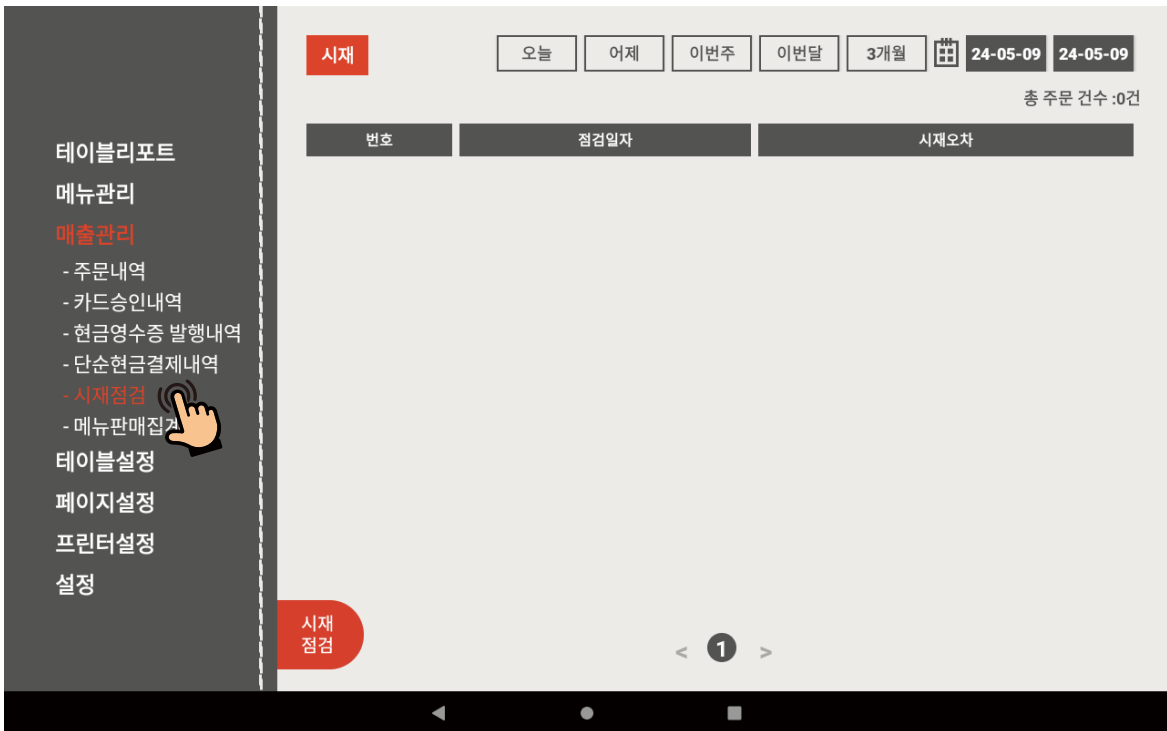 테이블리포트
메뉴관리
매출관리
- 주문내역
- 카드승인내역
- 현금영수증 발행내역
- 단순현금결제내역
- 시재점검
- 메뉴판매집계
테이블설정
페이지설정
프린터설정
설정
시재 오늘 어제 이번주 이번달 3개월 24-05-09 24-05-09
총 주문 건수 :0건
번호 점검일자 시재오차
시재
점검
< 1 >